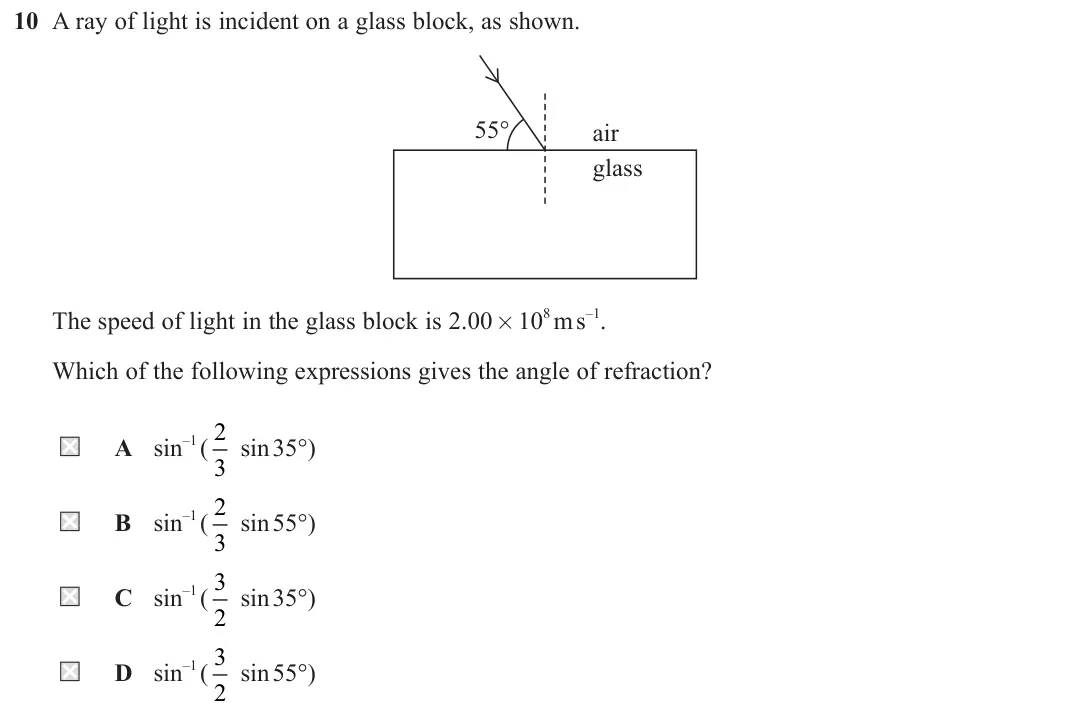 10 A ray of light is incident on a glass block, as shown.
55°
air
glass
The speed of light in the glass block is 2.00 × 10⁸ m s⁻¹.
Which of the following expressions gives the angle of refraction?
A sin⁻¹(2/3 sin 35°)
B sin⁻¹(2/3 sin 55°)
C sin⁻¹(3/2 sin 35°)
D sin⁻¹(3/2 sin 55°)